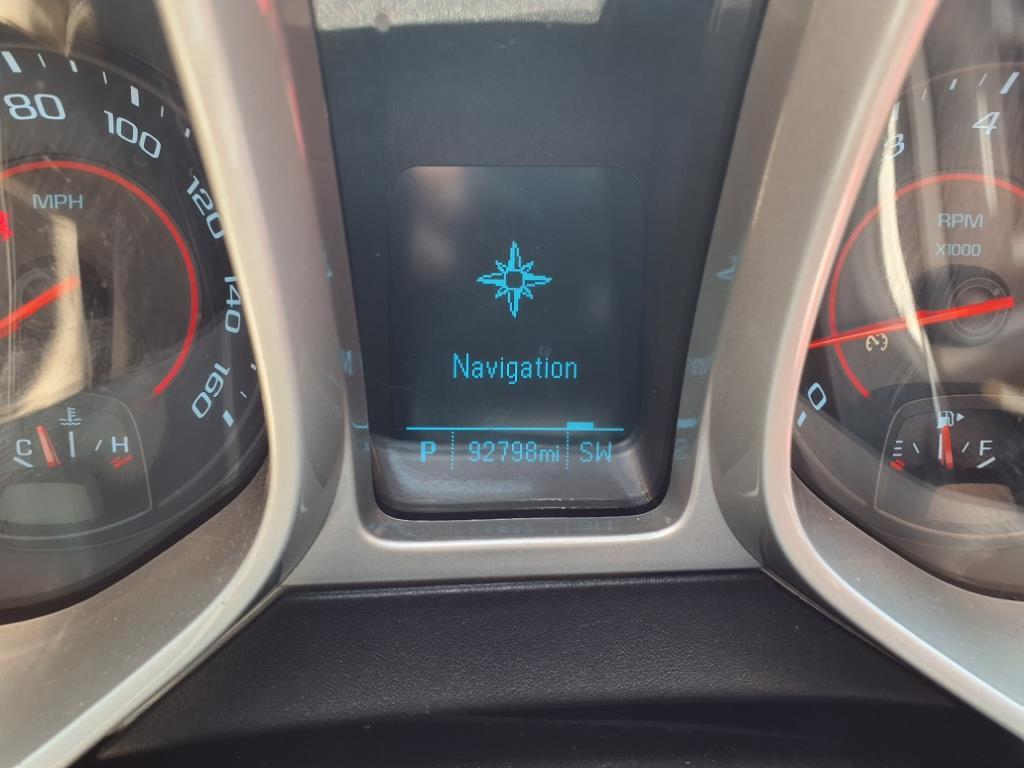 80
100
120
140
160
MPH
C H
Navigation
P 92798mi SW
3
4
RPM
X1000
0
E F